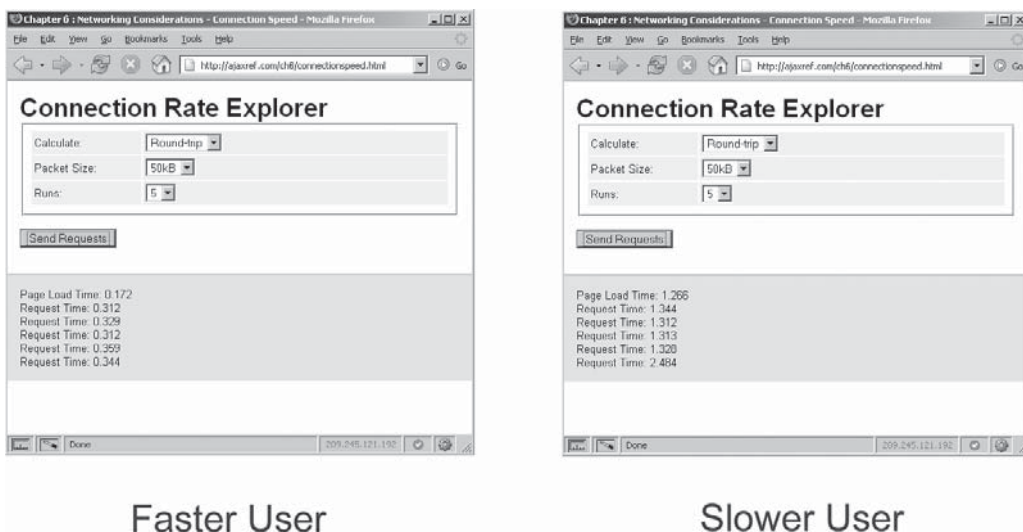 Chapter 6 : Networking Considerations - Connection Speed - Mozilla Firefox
File Edit View Go Bookmarks Tools Help
http://ajaxref.com/ch6/connectionspeed.html Go
Connection Rate Explorer
Calculate: Round-trip
Packet Size: 50kB
Runs: 5
Send Requests
Page Load Time: 0.172
Request Time: 0.312
Request Time: 0.329
Request Time: 0.312
Request Time: 0.359
Request Time: 0.344
Done 209.245.121.192
Faster User
Chapter 6 : Networking Considerations - Connection Speed - Mozilla Firefox
File Edit View Go Bookmarks Tools Help
http://ajaxref.com/ch6/connectionspeed.html Go
Connection Rate Explorer
Calculate: Round-trip
Packet Size: 50kB
Runs: 5
Send Requests
Page Load Time: 1.266
Request Time: 1.344
Request Time: 1.312
Request Time: 1.313
Request Time: 1.328
Request Time: 2.484
Done 209.245.121.192
Slower User